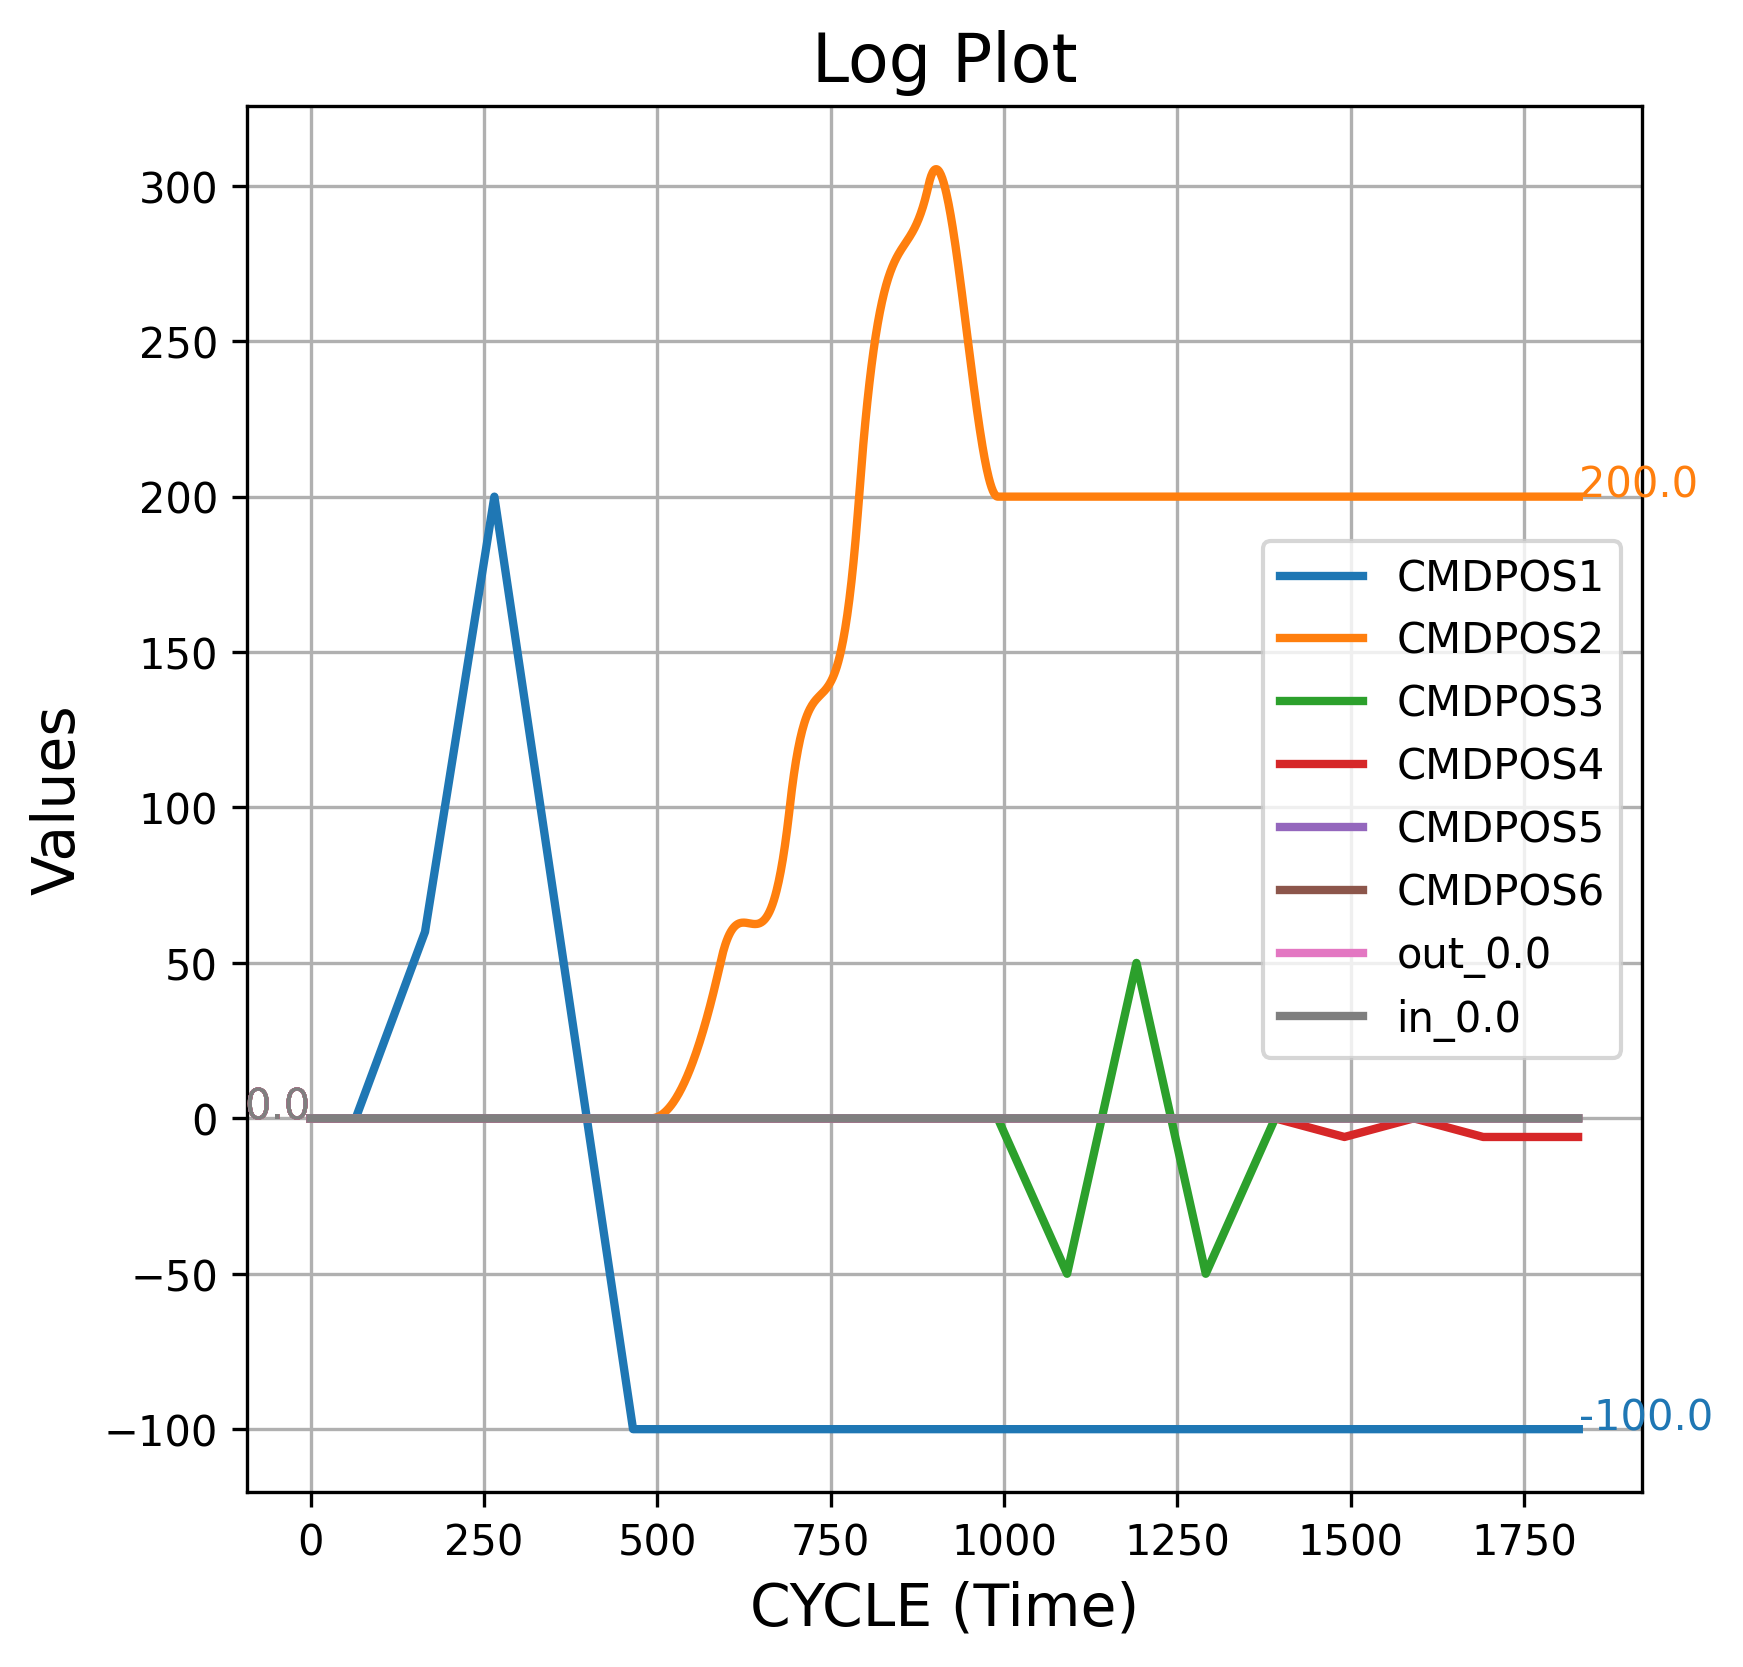 Log Plot
Values
300
250
200
150
100
50
0
−50
−100
0.0
200.0
-100.0
CMDPOS1
CMDPOS2
CMDPOS3
CMDPOS4
CMDPOS5
CMDPOS6
out_0.0
in_0.0
0 250 500 750 1000 1250 1500 1750
CYCLE (Time)